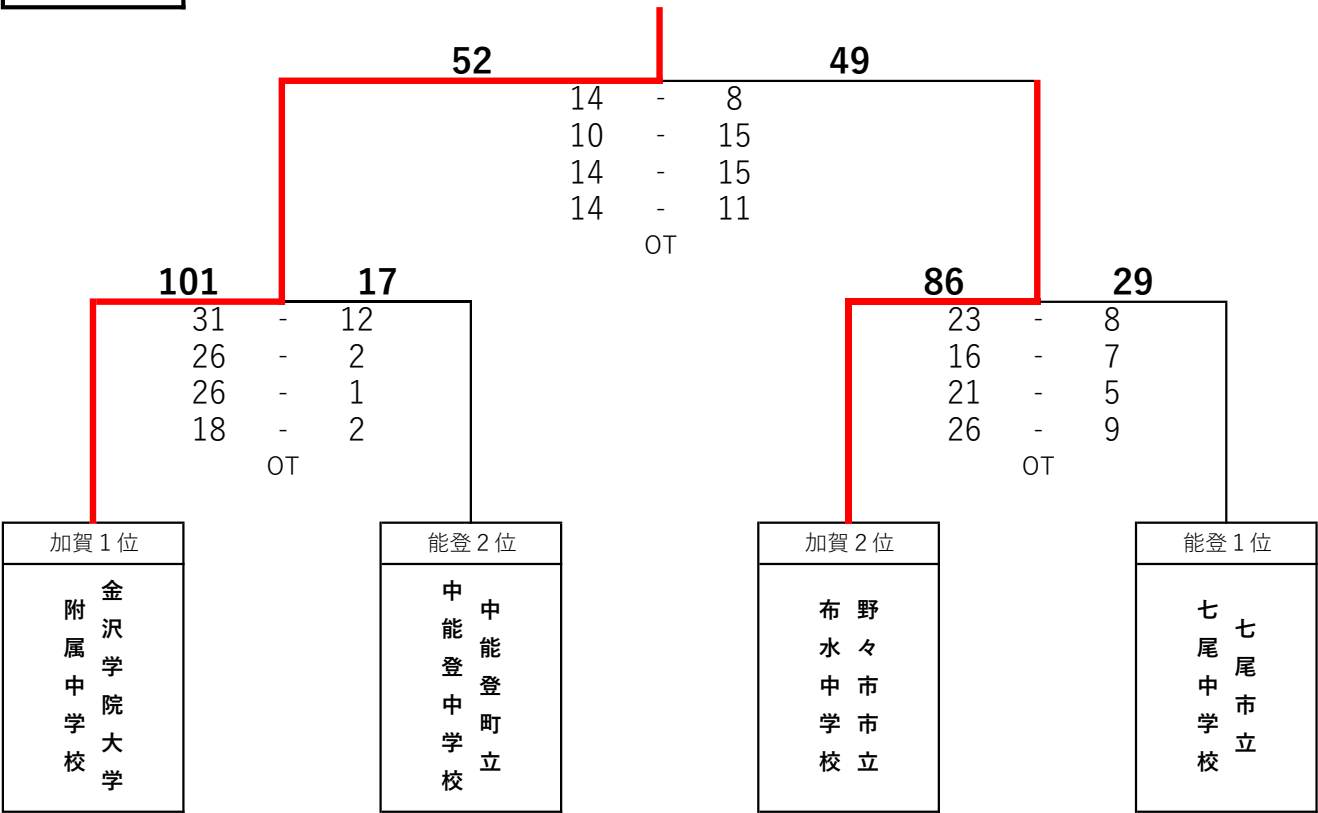 52 49
14 - 8
10 - 15
14 - 15
14 - 11
OT
101 17
31 - 12
26 - 2
26 - 1
18 - 2
OT
86 29
23 - 8
16 - 7
21 - 5
26 - 9
OT
加賀１位
金沢学院大学
附属中学校
能登２位
中能登町立
中能登中学校
加賀２位
野々市市立
布水中学校
能登１位
七尾市立
七尾中学校